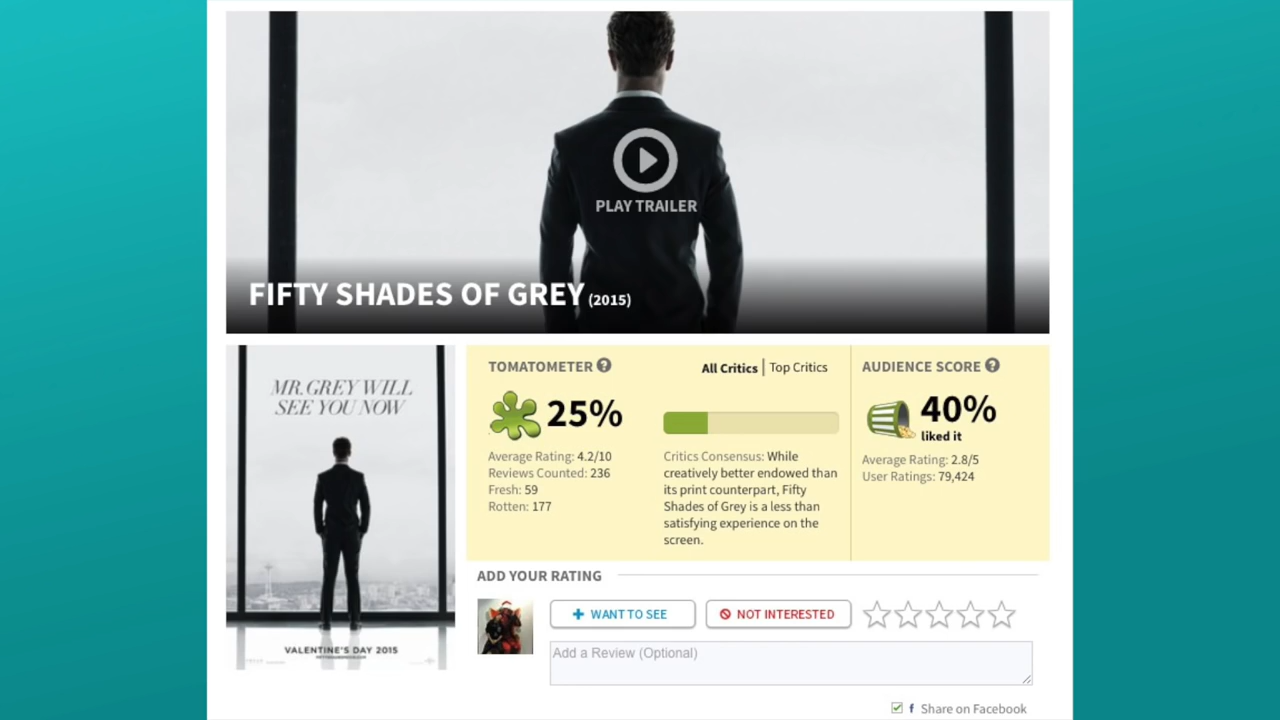 PLAY TRAILER
FIFTY SHADES OF GREY (2015)
MR. GREY WILL
SEE YOU NOW
VALENTINE'S DAY 2015
TOMATOMETER ?
All Critics | Top Critics
25%
Average Rating: 4.2/10
Reviews Counted: 236
Fresh: 59
Rotten: 177
Critics Consensus: While
creatively better endowed than
its print counterpart, Fifty
Shades of Grey is a less than
satisfying experience on the
screen.
AUDIENCE SCORE ?
40%
liked it
Average Rating: 2.8/5
User Ratings: 79,424
ADD YOUR RATING
WANT TO SEE
NOT INTERESTED
Add a Review (Optional)
f Share on Facebook